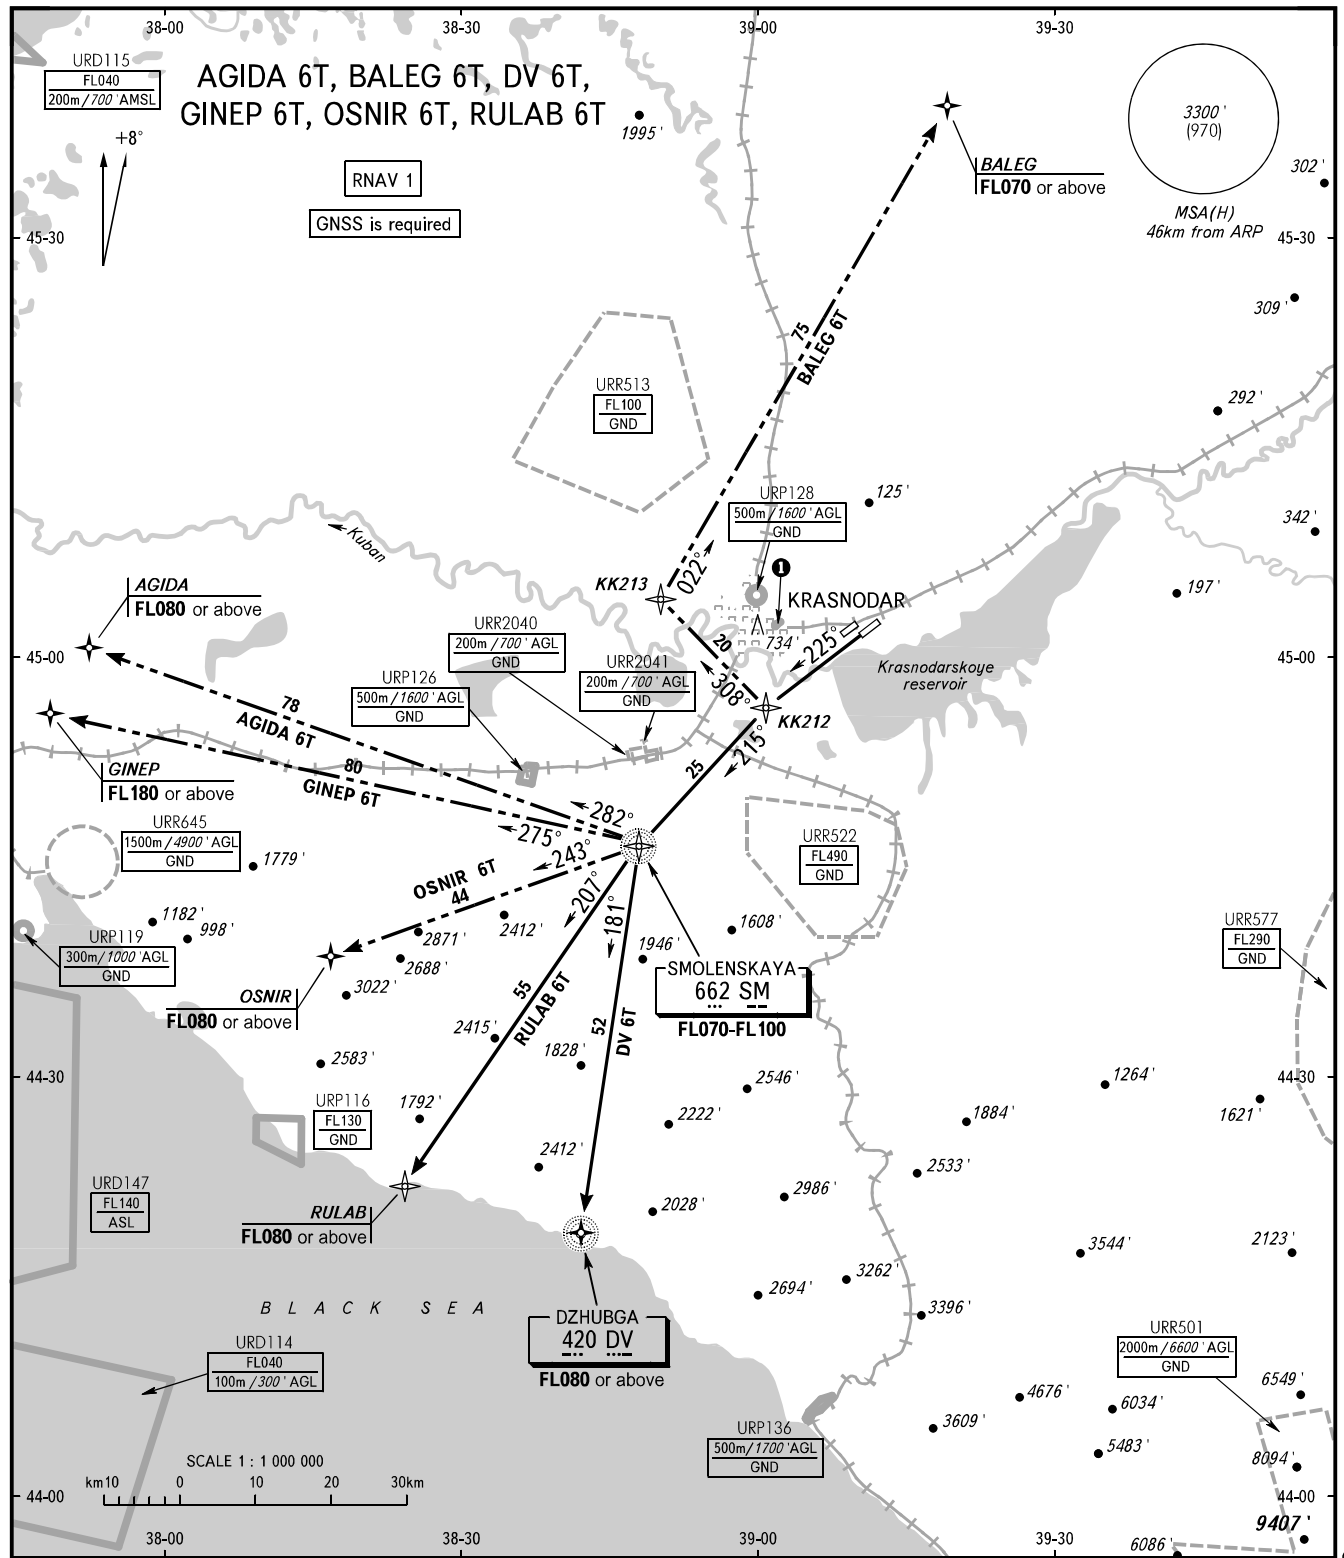 38-00
38-30
39-00
39-30
URD115
FL040
200m/700'AMSL
AGIDA 6T, BALEG 6T, DV 6T,
GINEP 6T, OSNIR 6T, RULAB 6T
1995'
3300'
(970)
MSA(H)
46km from ARP
+8°
RNAV 1
GNSS is required
BALEG
FL070 or above
302'
45-30
45-30
309'
75
BALEG 6T
URR513
FL100
GND
292'
URP128
500m/1600'AGL
GND
125'
342'
Kuban
022°
KK213
1
KRASNODAR
197'
AGIDA
FL080 or above
URR2040
200m/700'AGL
GND
20
734'
225°
45-00
45-00
URR2041
200m/700'AGL
GND
Krasnodarskoye
reservoir
URP126
500m/1600'AGL
GND
308°
KK212
78
AGIDA 6T
215°
25
80
GINEP 6T
GINEP
FL180 or above
282°
275°
URR645
1500m/4900'AGL
GND
1779'
243°
URR522
FL490
GND
OSNIR 6T
44
207°
181°
1182'
998'
2871'
2412'
1608'
URR577
FL290
GND
URP119
300m/1000'AGL
GND
2688'
1946'
SMOLENSKAYA
662 SM
FL070-FL100
3022'
OSNIR
FL080 or above
55
RULAB 6T
52
DV 6T
2415'
1828'
2583'
44-30
2546'
1264'
44-30
URP116
FL130
GND
1792'
2222'
1884'
1621'
2412'
2533'
URD147
FL140
ASL
2986'
2028'
RULAB
FL080 or above
3544'
2123'
3262'
2694'
BLACK SEA
3396'
DZHUBGA
420 DV
FL080 or above
URD114
FL040
100m/300'AGL
URR501
2000m/6600'AGL
GND
6549'
4676'
6034'
3609'
URP136
500m/1700'AGL
GND
5483'
8094'
SCALE 1 : 1 000 000
km10
0
10
20
30km
44-00
44-00
9407'
6086'
38-00
38-30
39-00
39-30